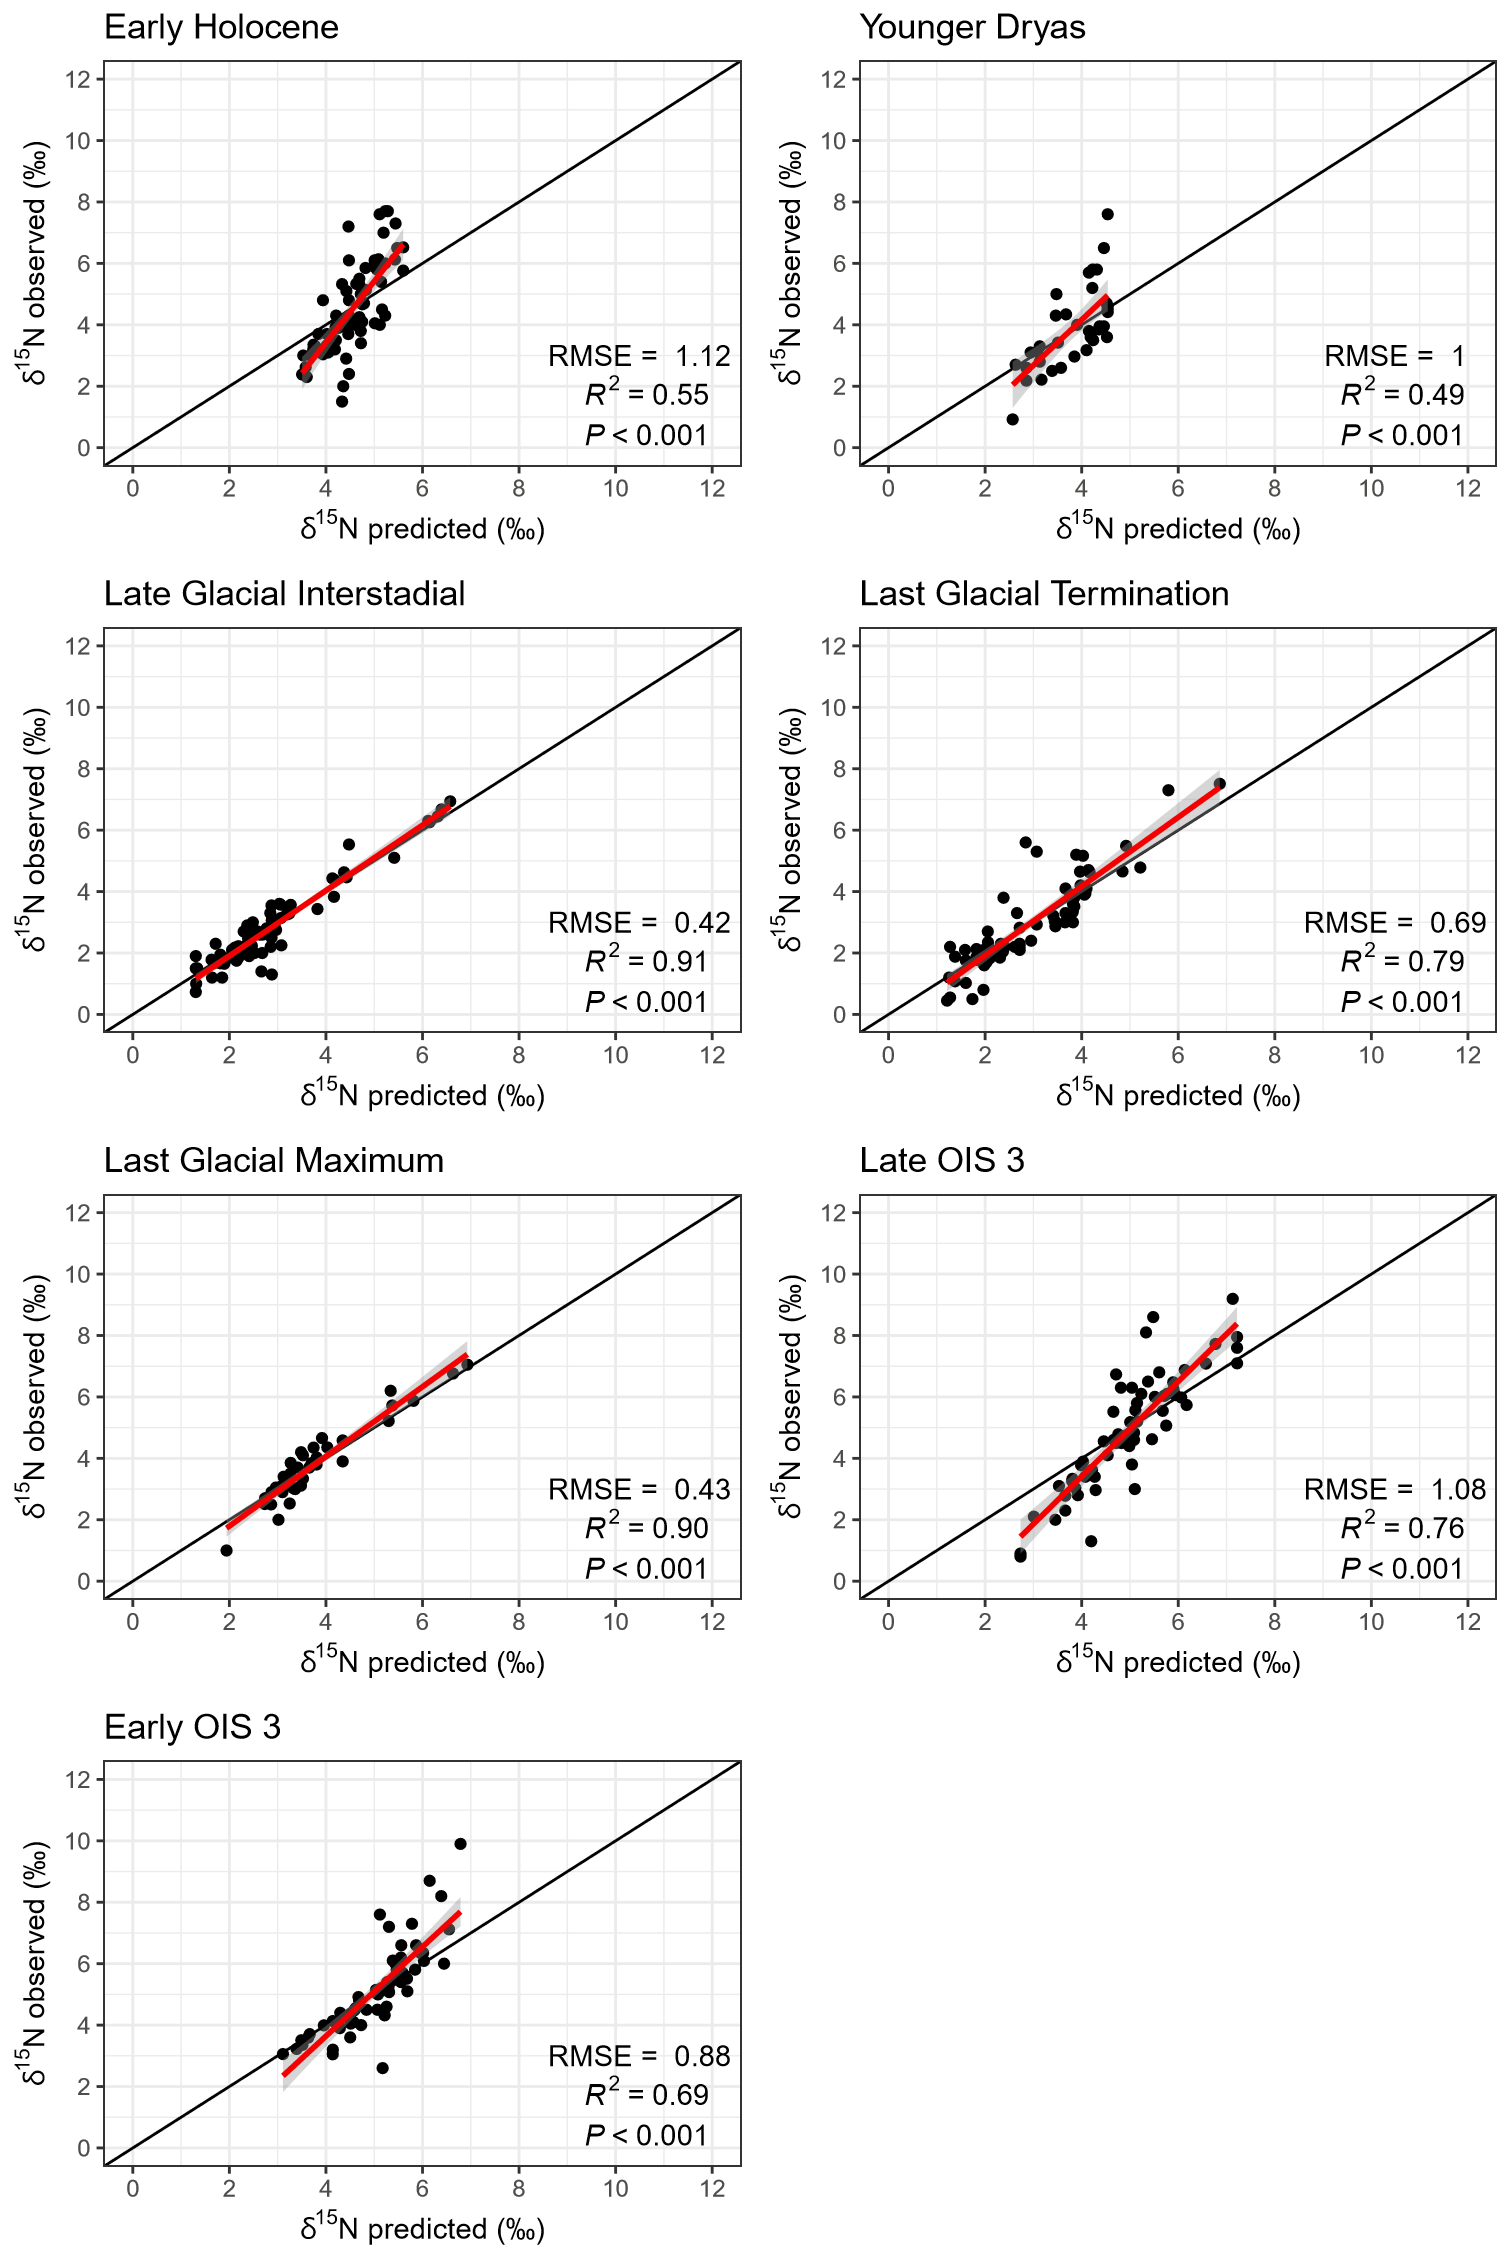 Early Holocene
12
10
8
6
4
2
0
δ15N observed (‰)
RMSE = 1.12
R2 = 0.55
P < 0.001
0 2 4 6 8 10 12
δ15N predicted (‰)
Younger Dryas
12
10
8
6
4
2
0
δ15N observed (‰)
RMSE = 1
R2 = 0.49
P < 0.001
0 2 4 6 8 10 12
δ15N predicted (‰)
Late Glacial Interstadial
12
10
8
6
4
2
0
δ15N observed (‰)
RMSE = 0.42
R2 = 0.91
P < 0.001
0 2 4 6 8 10 12
δ15N predicted (‰)
Last Glacial Termination
12
10
8
6
4
2
0
δ15N observed (‰)
RMSE = 0.69
R2 = 0.79
P < 0.001
0 2 4 6 8 10 12
δ15N predicted (‰)
Last Glacial Maximum
12
10
8
6
4
2
0
δ15N observed (‰)
RMSE = 0.43
R2 = 0.90
P < 0.001
0 2 4 6 8 10 12
δ15N predicted (‰)
Late OIS 3
12
10
8
6
4
2
0
δ15N observed (‰)
RMSE = 1.08
R2 = 0.76
P < 0.001
0 2 4 6 8 10 12
δ15N predicted (‰)
Early OIS 3
12
10
8
6
4
2
0
δ15N observed (‰)
RMSE = 0.88
R2 = 0.69
P < 0.001
0 2 4 6 8 10 12
δ15N predicted (‰)